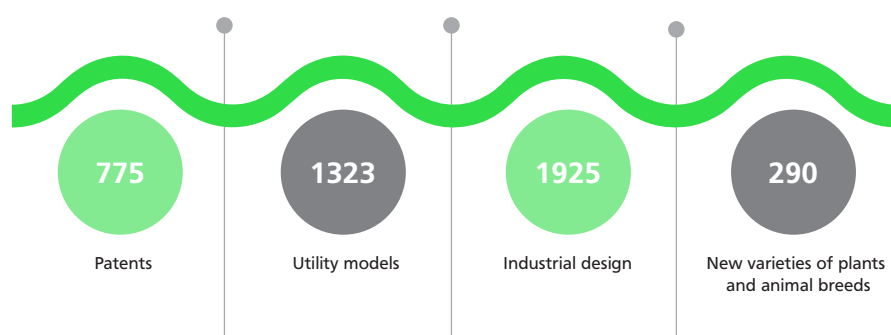 775
Patents
1323
Utility models
1925
Industrial design
290
New varieties of plants
and animal breeds